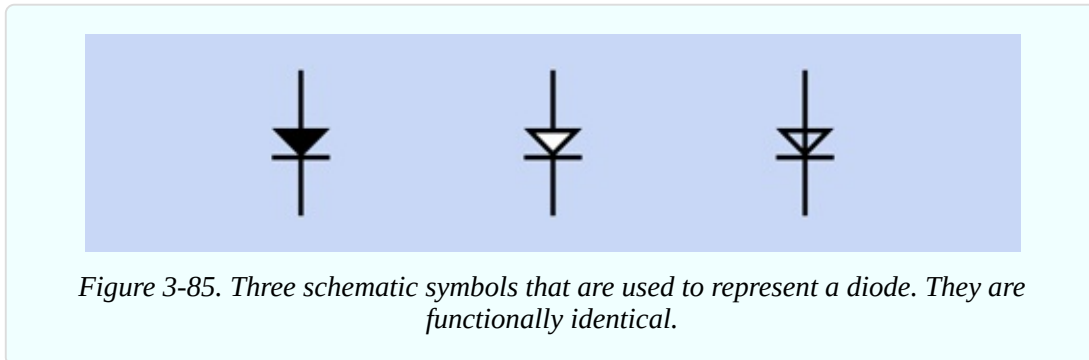 Figure 3-85. Three schematic symbols that are used to represent a diode. They are
functionally identical.